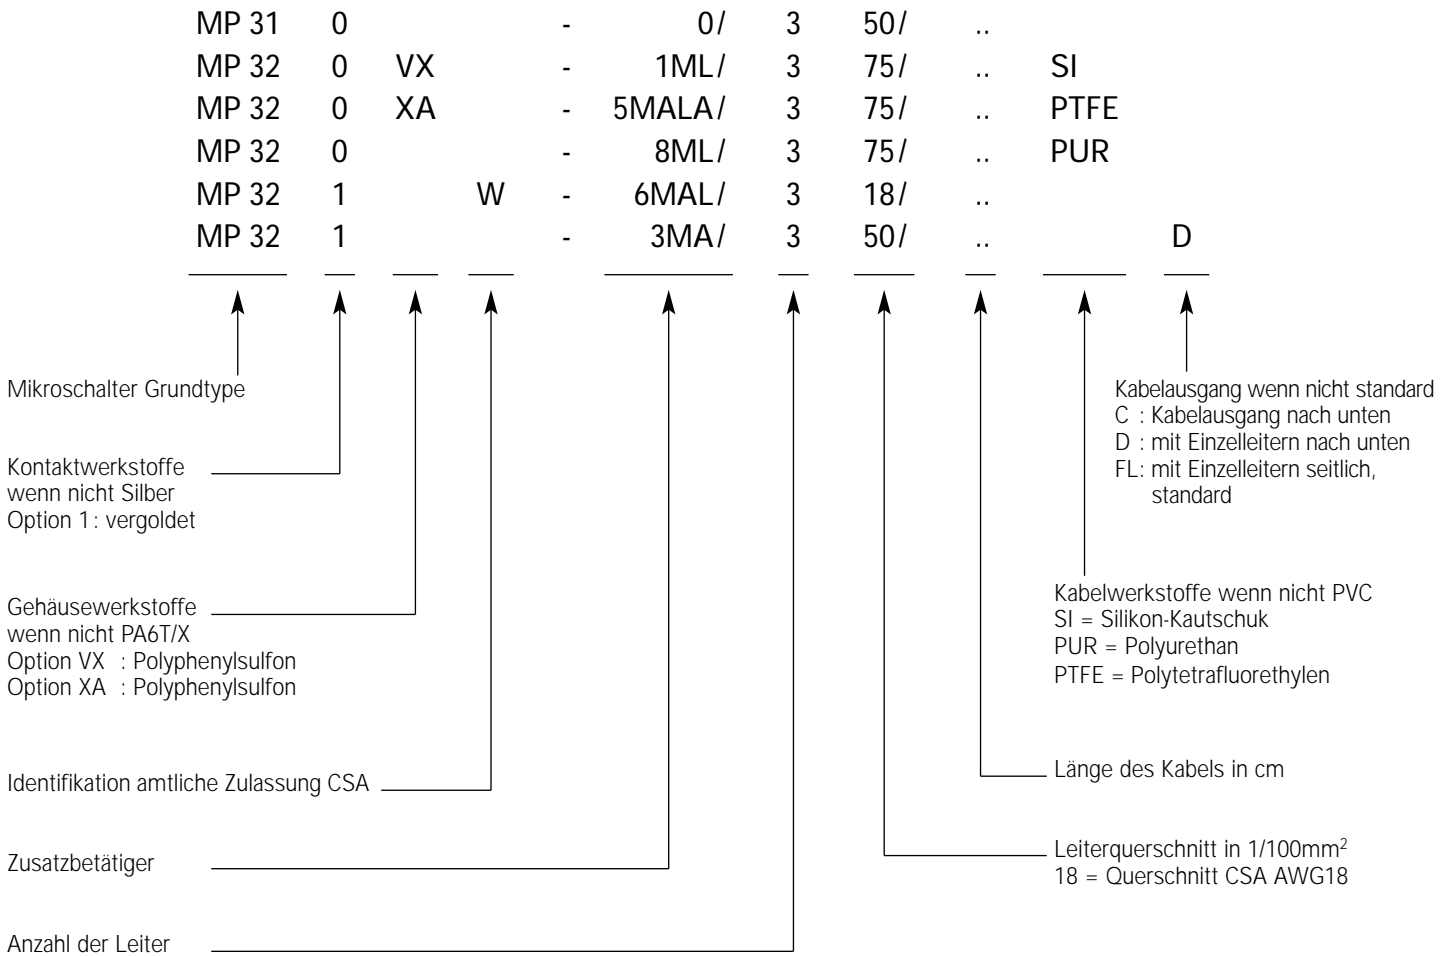 MP 31 0 - 0/ 3 50/ ..
MP 32 0 VX - 1ML/ 3 75/ .. SI
MP 32 0 XA - 5MALA/ 3 75/ .. PTFE
MP 32 0 - 8ML/ 3 75/ .. PUR
MP 32 1 W - 6MAL/ 3 18/ ..
MP 32 1 - 3MA/ 3 50/ .. D
Mikroschalter Grundtype
Kontaktwerkstoffe
wenn nicht Silber
Option 1: vergoldet
Gehäusewerkstoffe
wenn nicht PA6T/X
Option VX : Polyphenylsulfon
Option XA : Polyphenylsulfon
Identifikation amtliche Zulassung CSA
Zusatzbetätiger
Anzahl der Leiter
Kabelausgang wenn nicht standard
C : Kabelausgang nach unten
D : mit Einzelleitern nach unten
FL: mit Einzelleitern seitlich,
standard
Kabelwerkstoffe wenn nicht PVC
SI = Silikon-Kautschuk
PUR = Polyurethan
PTFE = Polytetrafluorethylen
Länge des Kabels in cm
Leiterquerschnitt in 1/100mm²
18 = Querschnitt CSA AWG18